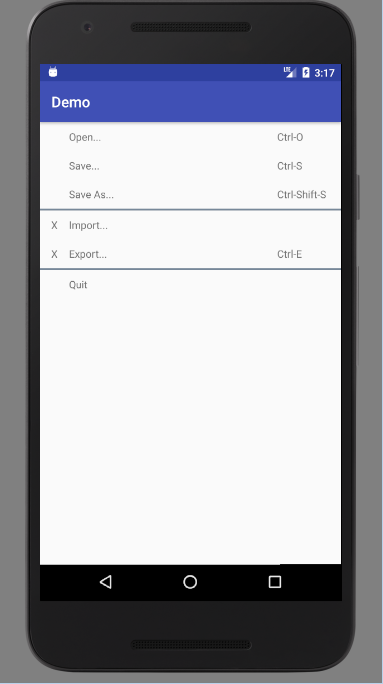 LTE 3:17
Demo
Open... Ctrl-O
Save... Ctrl-S
Save As... Ctrl-Shift-S
X Import...
X Export... Ctrl-E
Quit